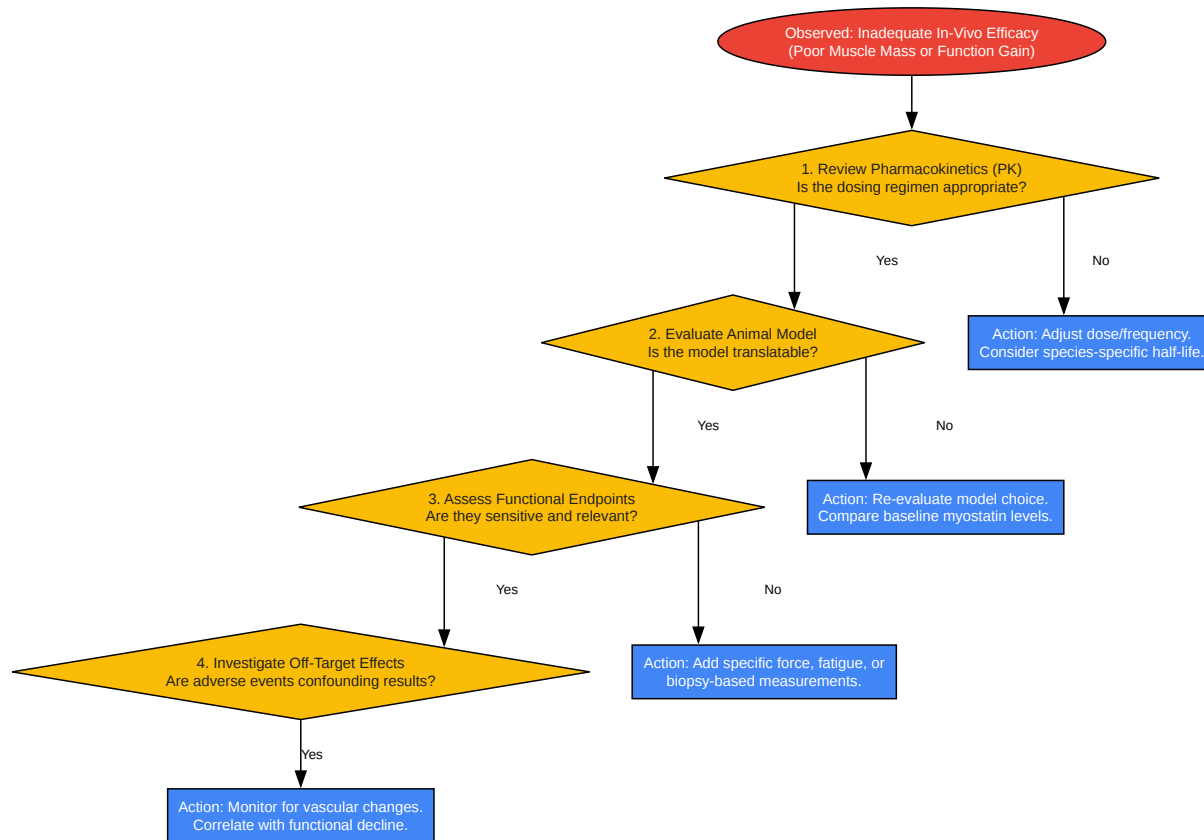 Observed: Inadequate In-Vivo Efficacy
(Poor Muscle Mass or Function Gain)
1. Review Pharmacokinetics (PK)
Is the dosing regimen appropriate?
Yes
No
Action: Adjust dose/frequency.
Consider species-specific half-life.
2. Evaluate Animal Model
Is the model translatable?
Yes
No
Action: Re-evaluate model choice.
Compare baseline myostatin levels.
3. Assess Functional Endpoints
Are they sensitive and relevant?
Yes
No
Action: Add specific force, fatigue, or
biopsy-based measurements.
4. Investigate Off-Target Effects
Are adverse events confounding results?
Yes
Action: Monitor for vascular changes.
Correlate with functional decline.